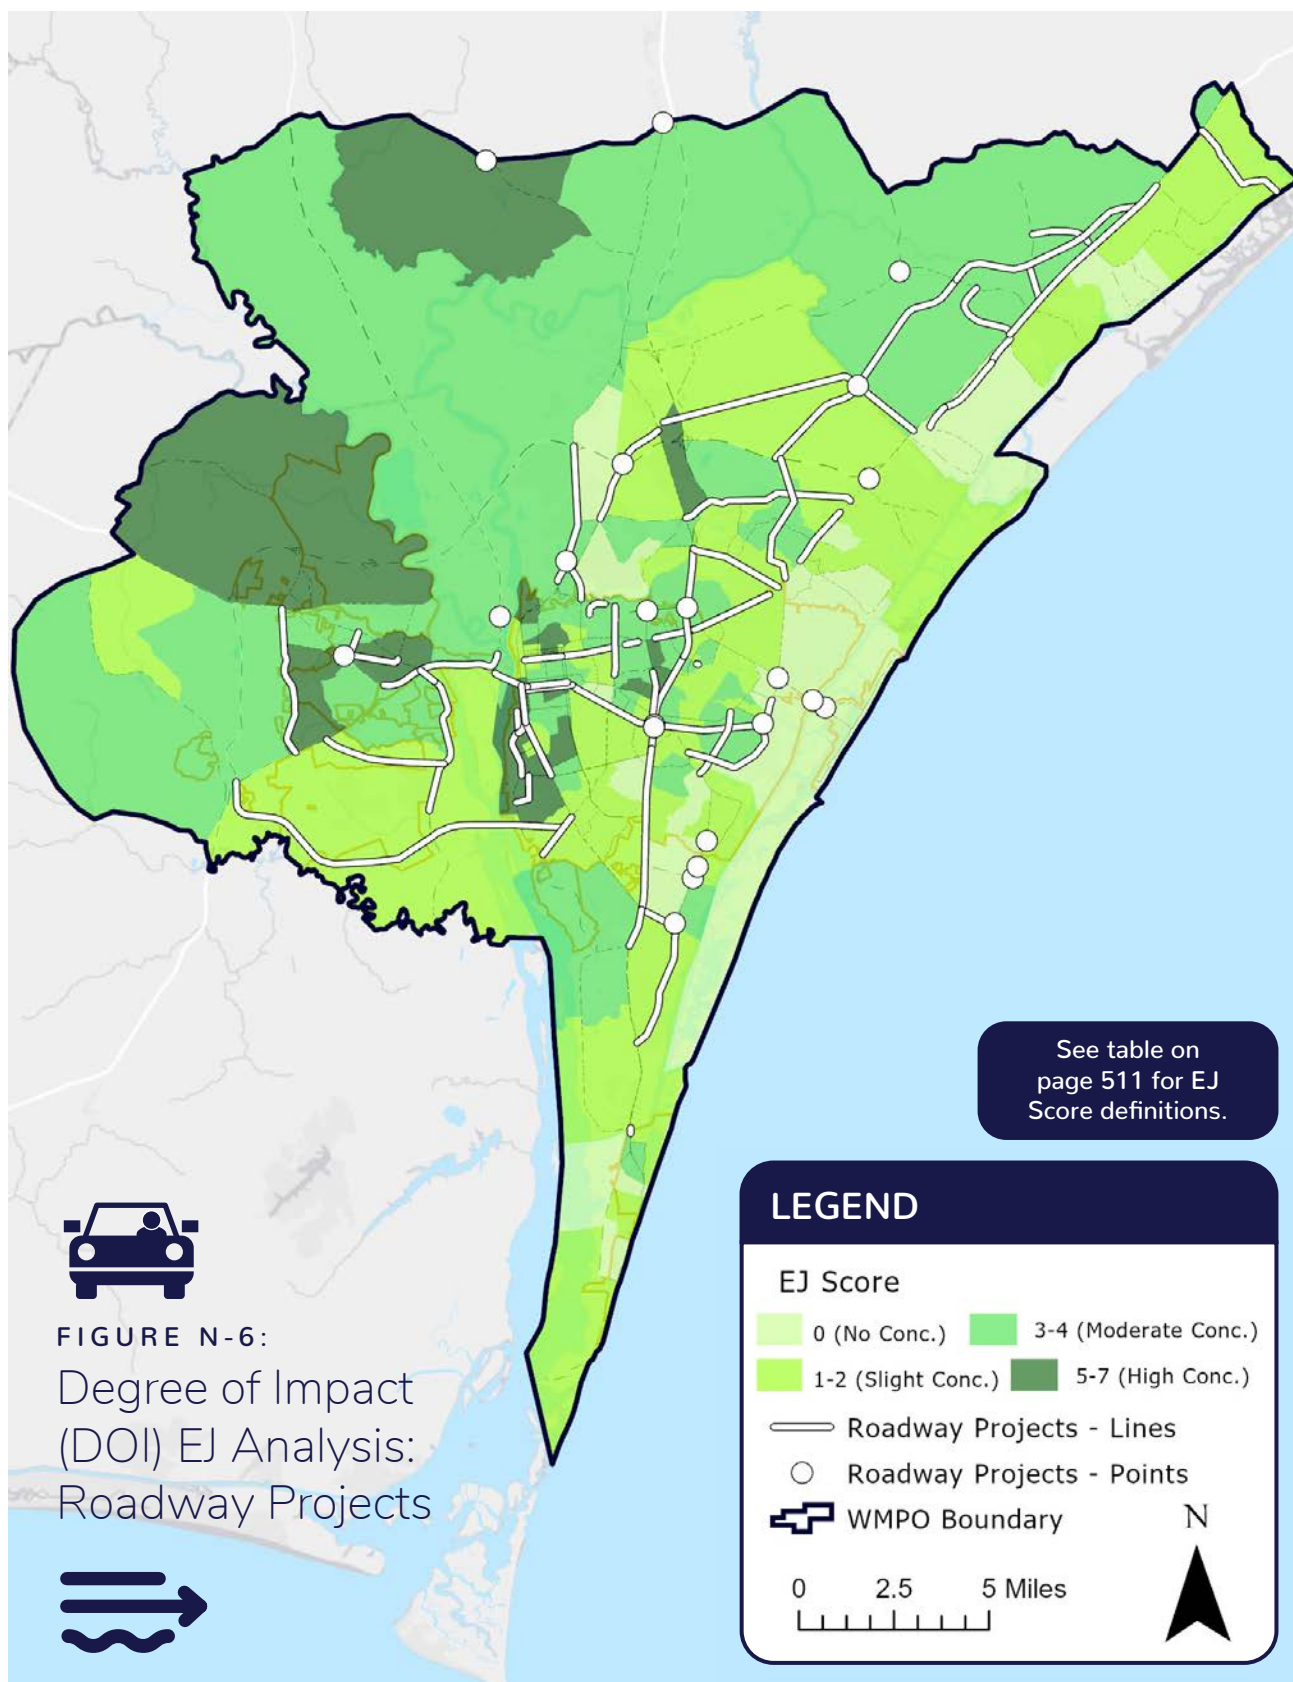 See table on
page 511 for EJ
Score definitions.
LEGEND
EJ Score
0 (No Conc.)
3-4 (Moderate Conc.)
1-2 (Slight Conc.)
5-7 (High Conc.)
Roadway Projects - Lines
Roadway Projects - Points
WMPO Boundary
N
0 2.5 5 Miles
FIGURE N-6:
Degree of Impact
(DOI) EJ Analysis:
Roadway Projects